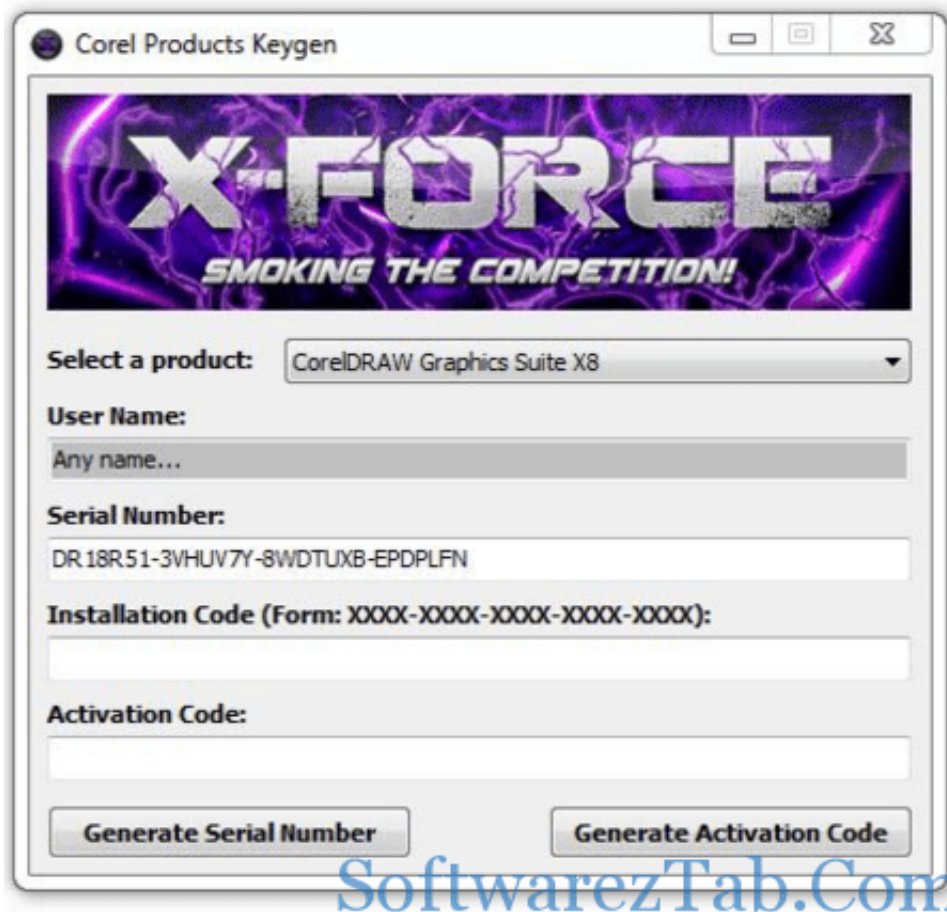 Corel Products Keygen
X-FORCE
SMOKING THE COMPETITION!
Select a product: CorelDRAW Graphics Suite X8
User Name:
Any name...
Serial Number:
DR18R51-3VHUV7Y-8WDTUXB-EPDPLFN
Installation Code (Form: XXXX-XXXX-XXXX-XXXX-XXXX):
Activation Code:
Generate Serial Number Generate Activation Code
SoftwarezTab.Com